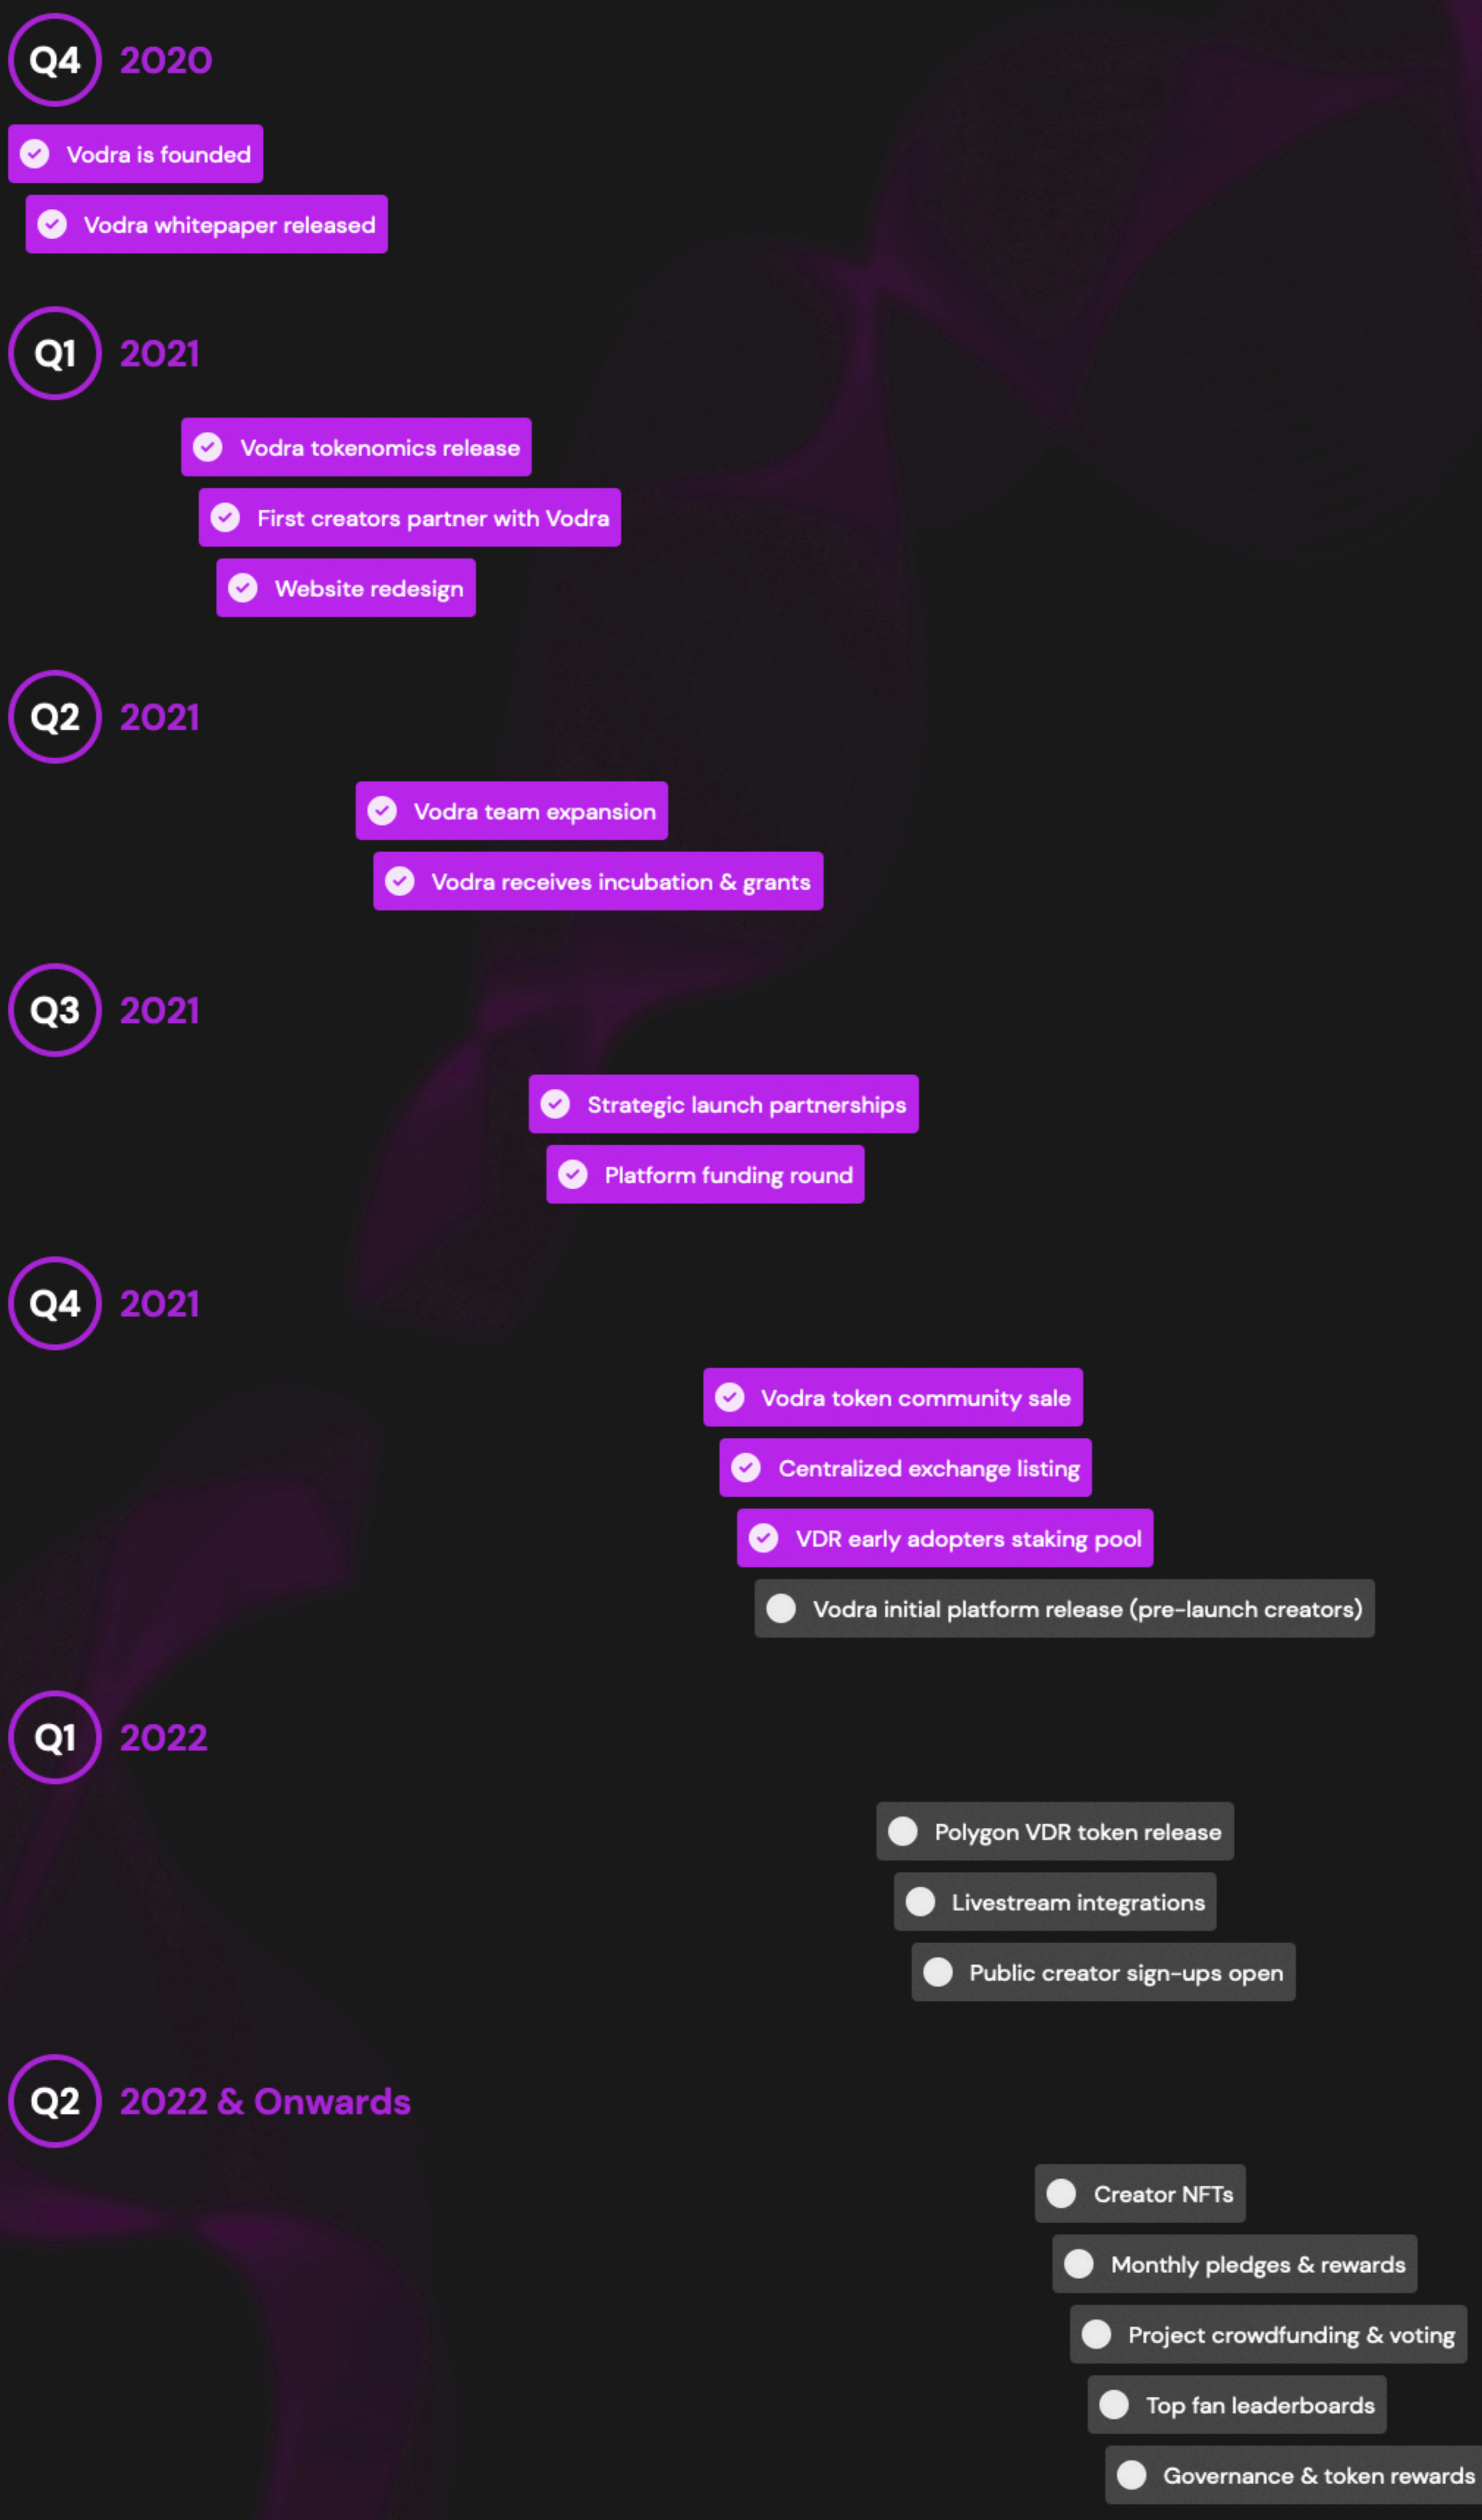 Q4 2020
Vodra is founded
Vodra whitepaper released
Q1 2021
Vodra tokenomics release
First creators partner with Vodra
Website redesign
Q2 2021
Vodra team expansion
Vodra receives incubation & grants
Q3 2021
Strategic launch partnerships
Platform funding round
Q4 2021
Vodra token community sale
Centralized exchange listing
VDR early adopters staking pool
Vodra initial platform release (pre-launch creators)
Q1 2022
Polygon VDR token release
Livestream integrations
Public creator sign-ups open
Q2 2022 & Onwards
Creator NFTs
Monthly pledges & rewards
Project crowdfunding & voting
Top fan leaderboards
Governance & token rewards